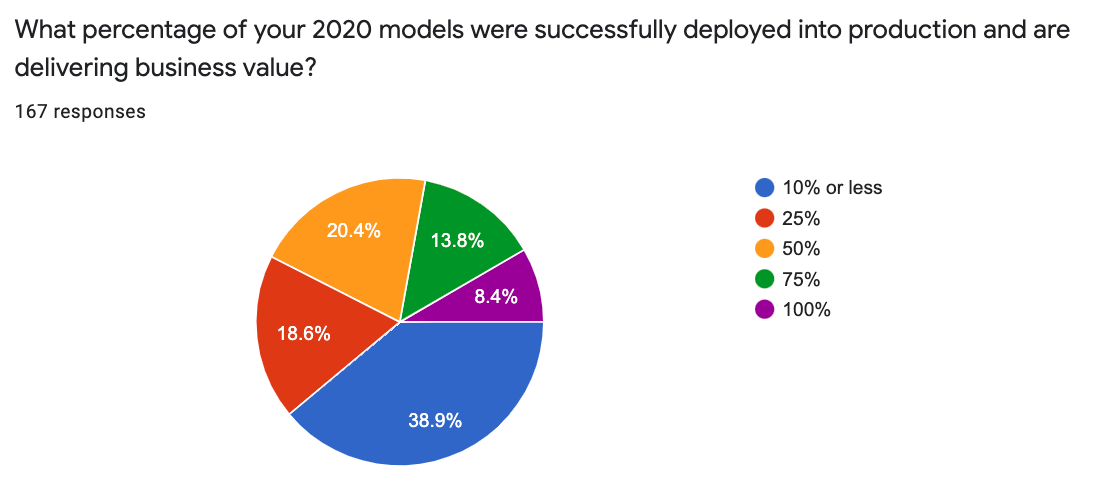 What percentage of your 2020 models were successfully deployed into production and are
delivering business value?
167 responses
20.4%
13.8%
8.4%
18.6%
38.9%
10% or less
25%
50%
75%
100%